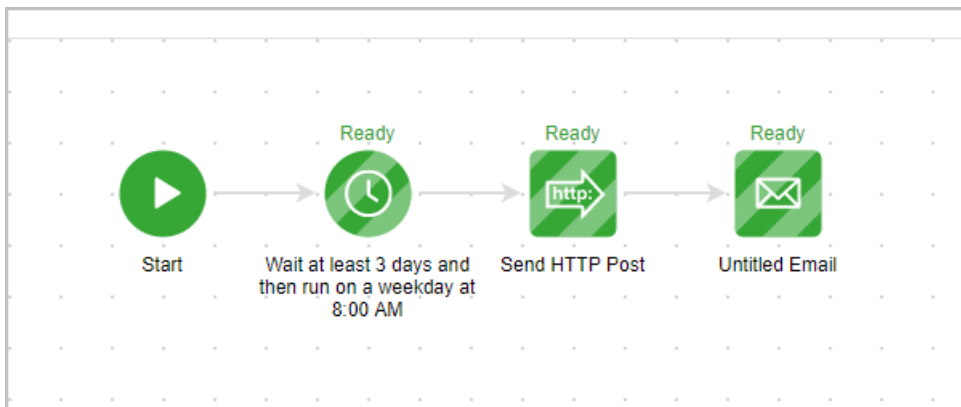 Ready
Ready
Ready
http:
Start
Wait at least 3 days and
then run on a weekday at
8:00 AM
Send HTTP Post
Untitled Email